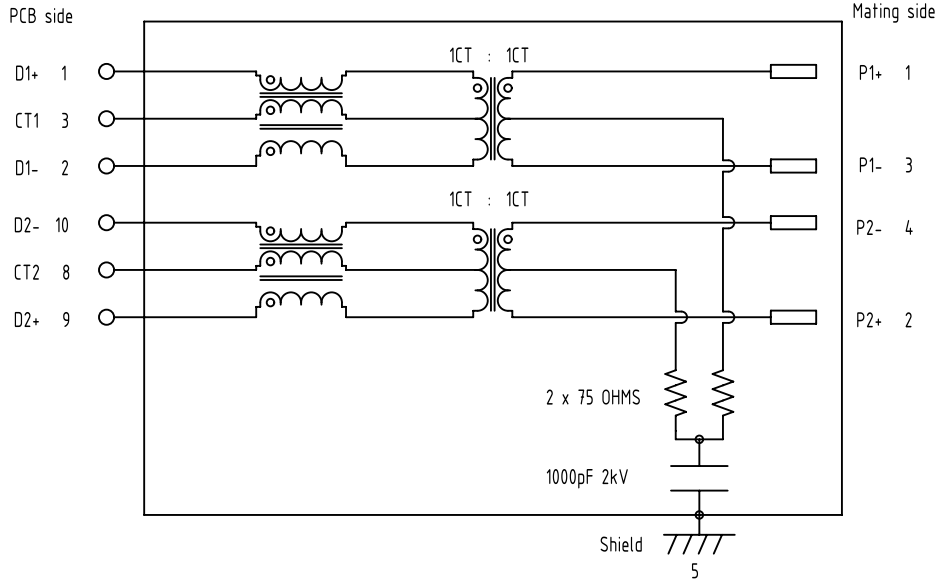 PCB side
Mating side
1CT : 1CT
D1+ 1
P1+ 1
CT1 3
D1- 2
P1- 3
1CT : 1CT
D2- 10
P2- 4
CT2 8
D2+ 9
P2+ 2
2 x 75 OHMS
1000pF 2kV
Shield
5